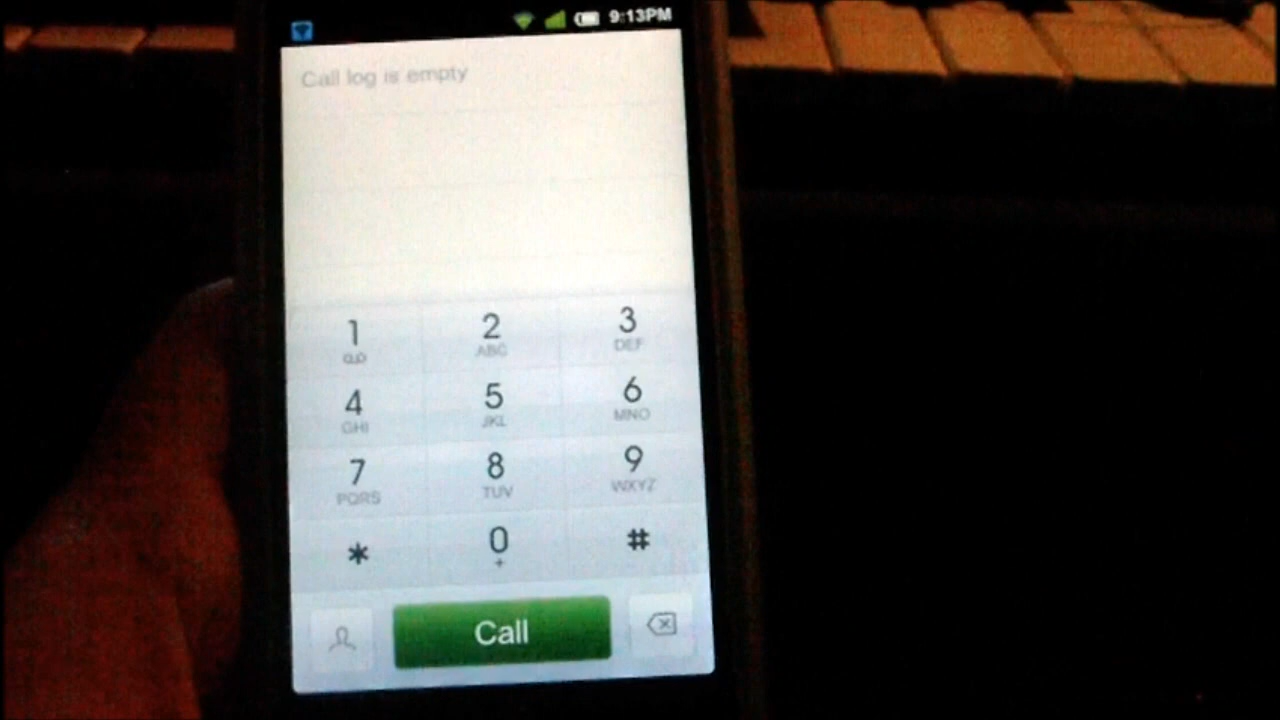 9:13PM
Call log is empty
1 2 3
ABC DEF
4 5 6
GHI JKL MNO
7 8 9
PQRS TUV WXYZ
* 0 #
+
Call